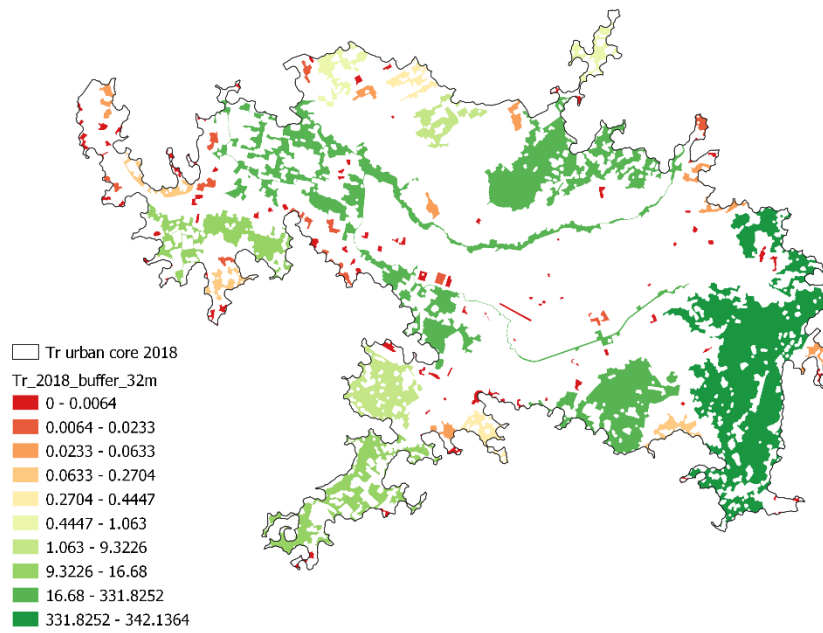 Tr urban core 2018
Tr_2018_buffer_32m
0 - 0.0064
0.0064 - 0.0233
0.0233 - 0.0633
0.0633 - 0.2704
0.2704 - 0.4447
0.4447 - 1.063
1.063 - 9.3226
9.3226 - 16.68
16.68 - 331.8252
331.8252 - 342.1364